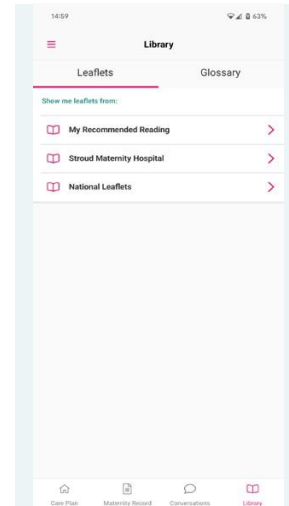 14:59 63%
Library
Leaflets Glossary
Show me leaflets from:
My Recommended Reading
Stroud Maternity Hospital
National Leaflets
Care Plan Maternity Record Conversations Library